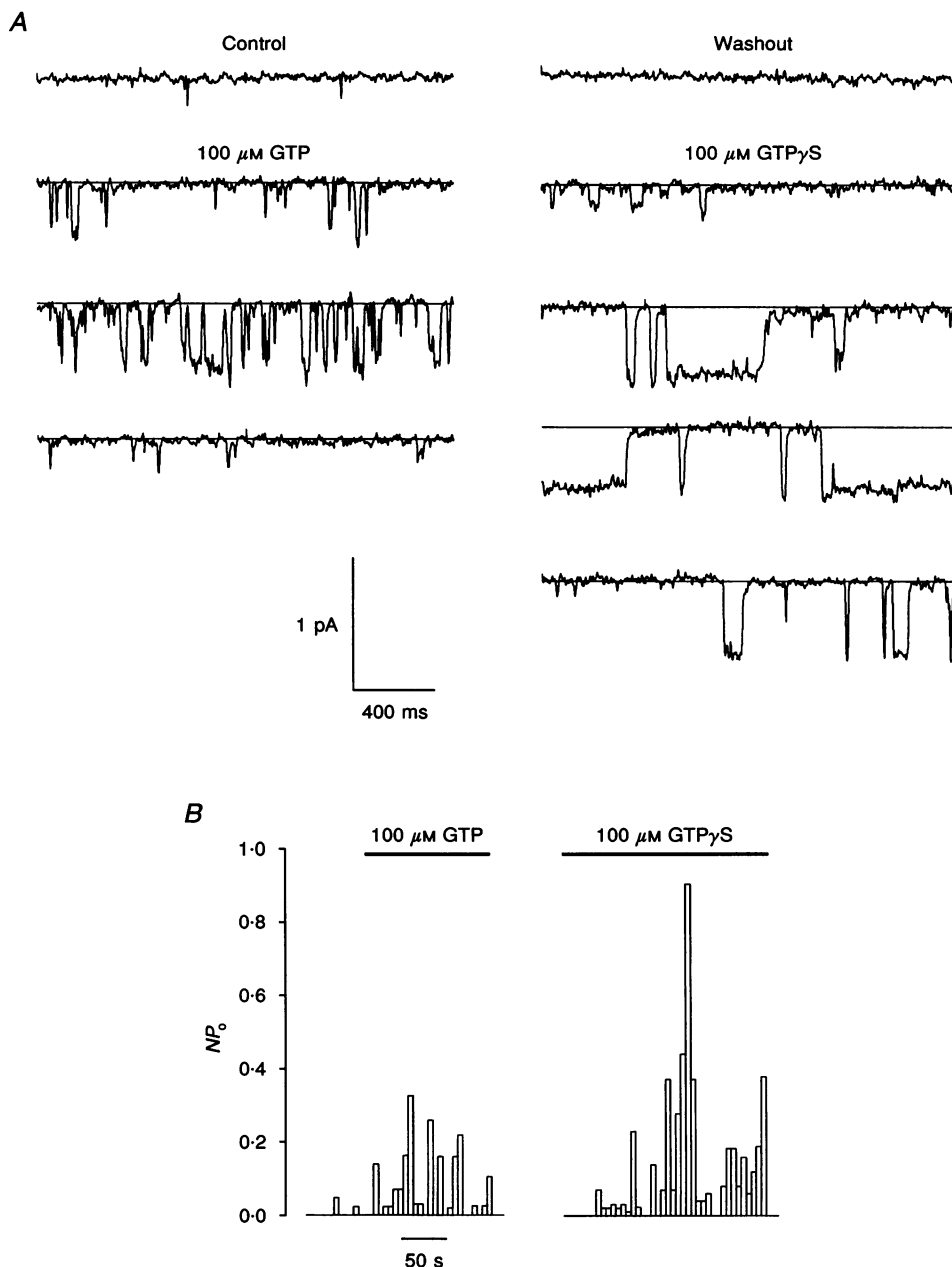 A
Control
Washout
100 μM GTP
100 μM GTPγS
1 pA
400 ms
B
100 μM GTP
100 μM GTPγS
1·0
0·8
0·6
0·4
0·2
0·0
NPo
50 s